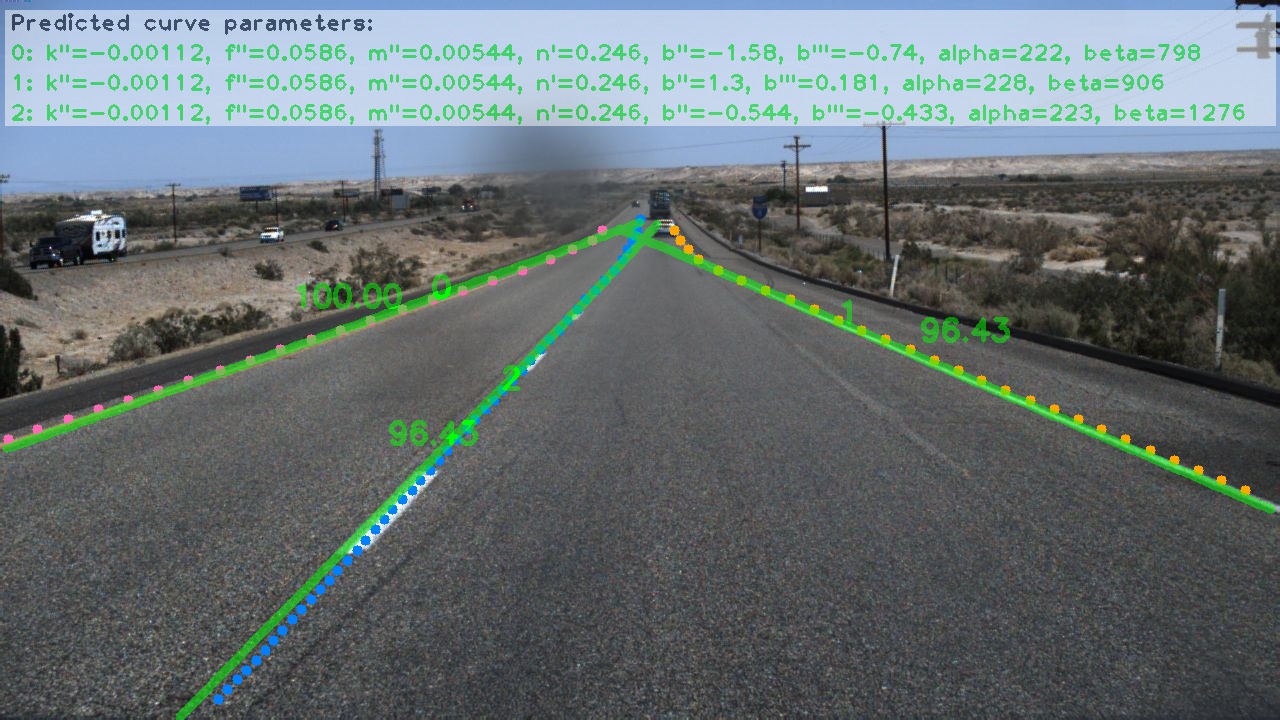 Predicted curve parameters:
0: k''=-0.00112, f''=0.0586, m''=0.00544, n'=0.246, b''=-1.58, b'''=-0.74, alpha=222, beta=798
1: k''=-0.00112, f''=0.0586, m''=0.00544, n'=0.246, b''=1.3, b'''=0.181, alpha=228, beta=906
2: k''=-0.00112, f''=0.0586, m''=0.00544, n'=0.246, b''=-0.544, b'''=-0.433, alpha=223, beta=1276
100.00 0
1 96.43
2
96.43